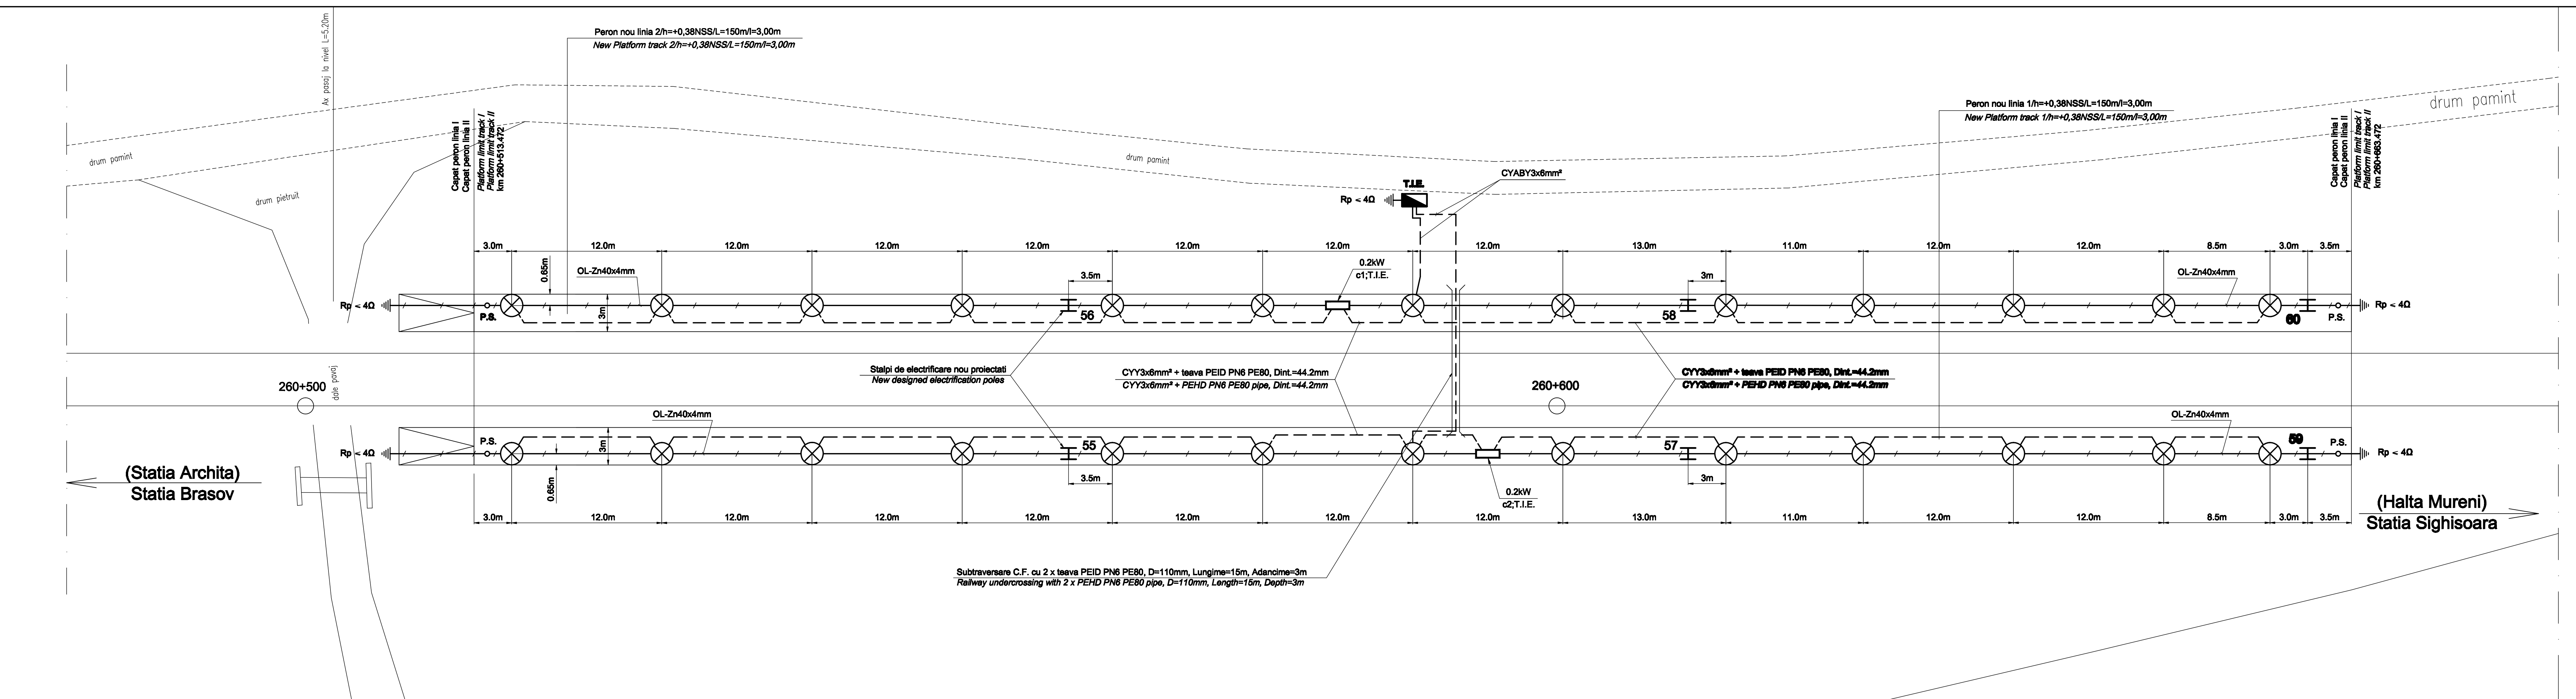 Peron nou linia 2/h=+0,38NSS/L=150m/l=3,00m
New Platform track 2/h=+0,38NSS/L=150m/l=3,00m
Ax pasaj la nivel L=5.20m
drum pamint
Peron nou linia 1/h=+0,38NSS/L=150m/l=3,00m
New Platform track 1/h=+0,38NSS/L=150m/l=3,00m
Capat peron linia I
Capat peron linia II
Platform limit track I
Platform limit track II
km 260+513.472
Capat peron linia I
Capat peron linia II
Platform limit track I
Platform limit track II
km 260+663.472
drum pamint
drum pamint
drum pietruit
CYABY3x6mm²
T.I.E.
Rp < 4Ω
3.0m 12.0m 12.0m 12.0m 12.0m 12.0m 12.0m 12.0m 13.0m 11.0m 12.0m 12.0m 8.5m 3.0m 3.5m
0.65m
OL-Zn40x4mm
3.5m
0.2kW
c1;T.I.E.
3m
OL-Zn40x4mm
Rp < 4Ω
P.S.
3m
56
58
60
P.S.
Rp < 4Ω
Stalpi de electrificare nou proiectati
New designed electrification poles
CYY3x6mm² + teava PEID PN6 PE80, Dint.=44.2mm
CYY3x6mm² + PEHD PN6 PE80 pipe, Dint.=44.2mm
CYY3x6mm² + teava PEID PN6 PE80, Dint.=44.2mm
CYY3x6mm² + PEHD PN6 PE80 pipe, Dint.=44.2mm
260+500
dale pavaj
260+600
OL-Zn40x4mm
OL-Zn40x4mm
Rp < 4Ω
P.S.
3m
55
57
59
P.S.
Rp < 4Ω
0.65m
3.5m
3m
0.2kW
c2;T.I.E.
(Statia Archita)
Statia Brasov
(Halta Mureni)
Statia Sighisoara
3.0m 12.0m 12.0m 12.0m 12.0m 12.0m 12.0m 12.0m 13.0m 11.0m 12.0m 12.0m 8.5m 3.0m 3.5m
Subtraversare C.F. cu 2 x teava PEID PN6 PE80, D=110mm, Lungime=15m, Adancime=3m
Railway undercrossing with 2 x PEHD PN6 PE80 pipe, D=110mm, Length=15m, Depth=3m